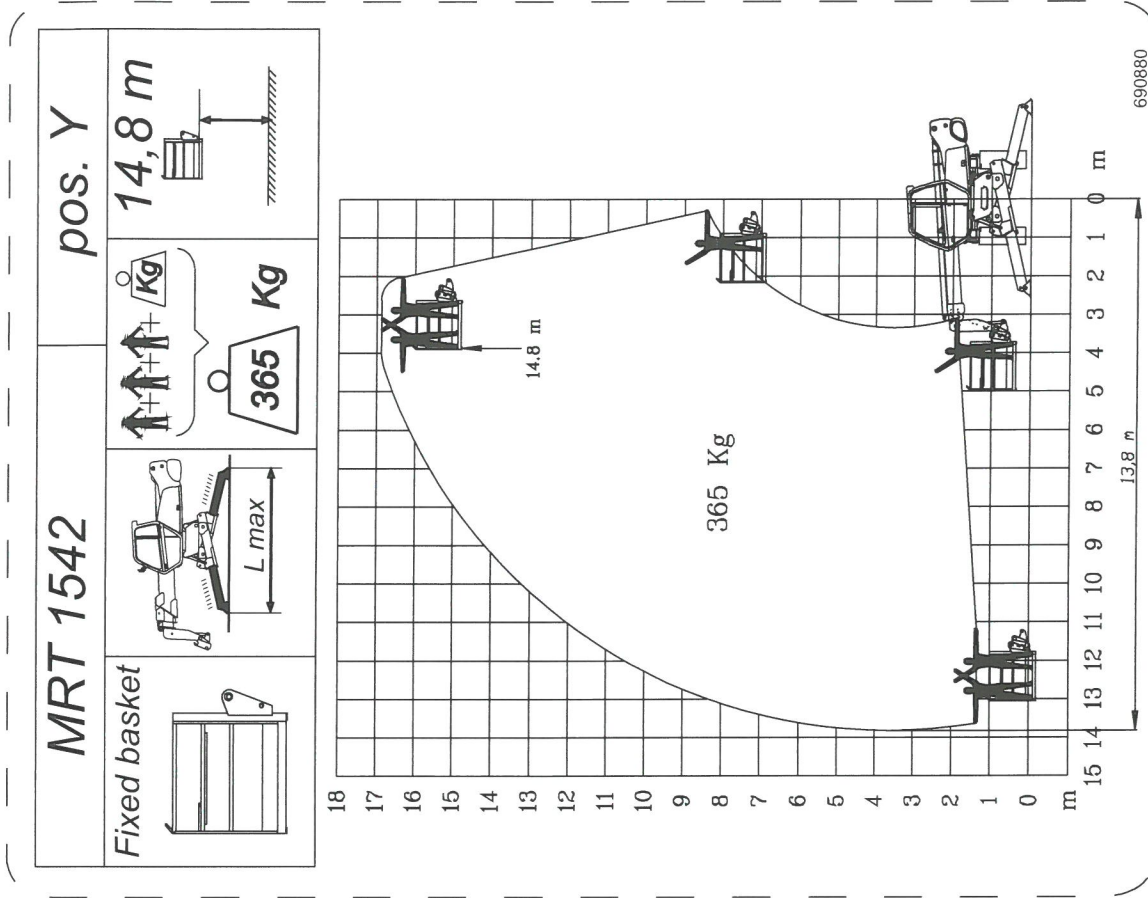 MRT 1542
pos. Y
Fixed basket
L max
+ + + Kg
365 Kg
14,8 m
18
17
16
15
14
13
12
11
10
9
8
7
6
5
4
3
2
1
0
m
15 14 13 12 11 10 9 8 7 6 5 4 3 2 1 0 m
14.8 m
365 Kg
13,8 m
690880